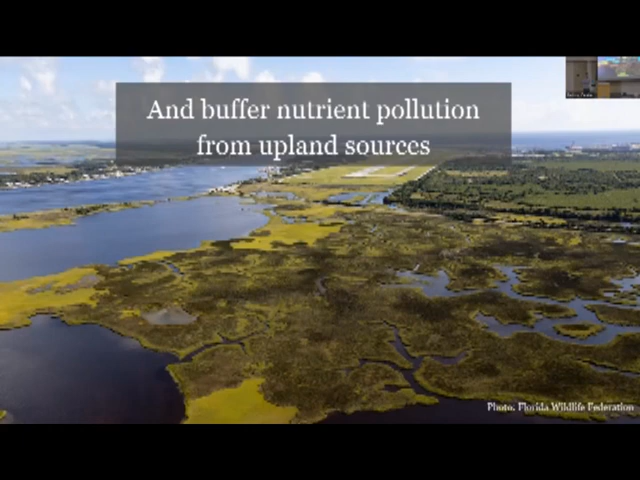 And buffer nutrient pollution
from upland sources
Photo: Florida Wildlife Federation